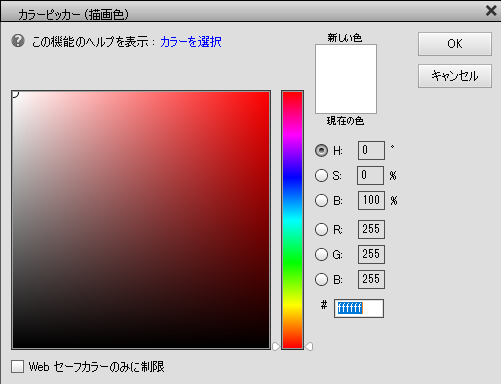 カラーピッカー (描画色)
この機能のヘルプを表示 : カラーを選択
新しい色
現在の色
OK
キャンセル
H: 0 °
S: 0 %
B: 100 %
R: 255
G: 255
B: 255
# ffffff
Web セーフカラーのみに制限